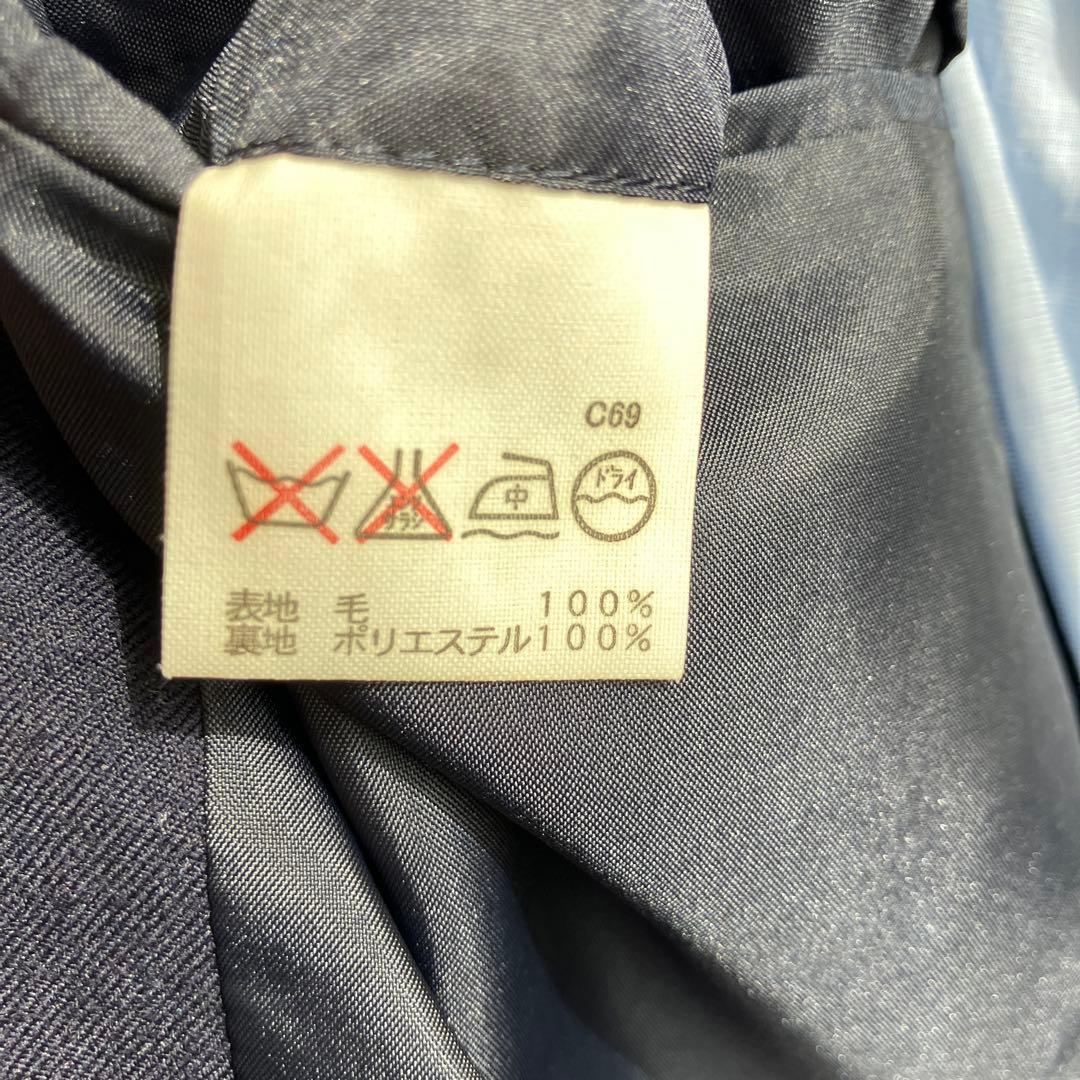 C69
中 ドライ
表地 毛 100%
裏地 ポリエステル100%